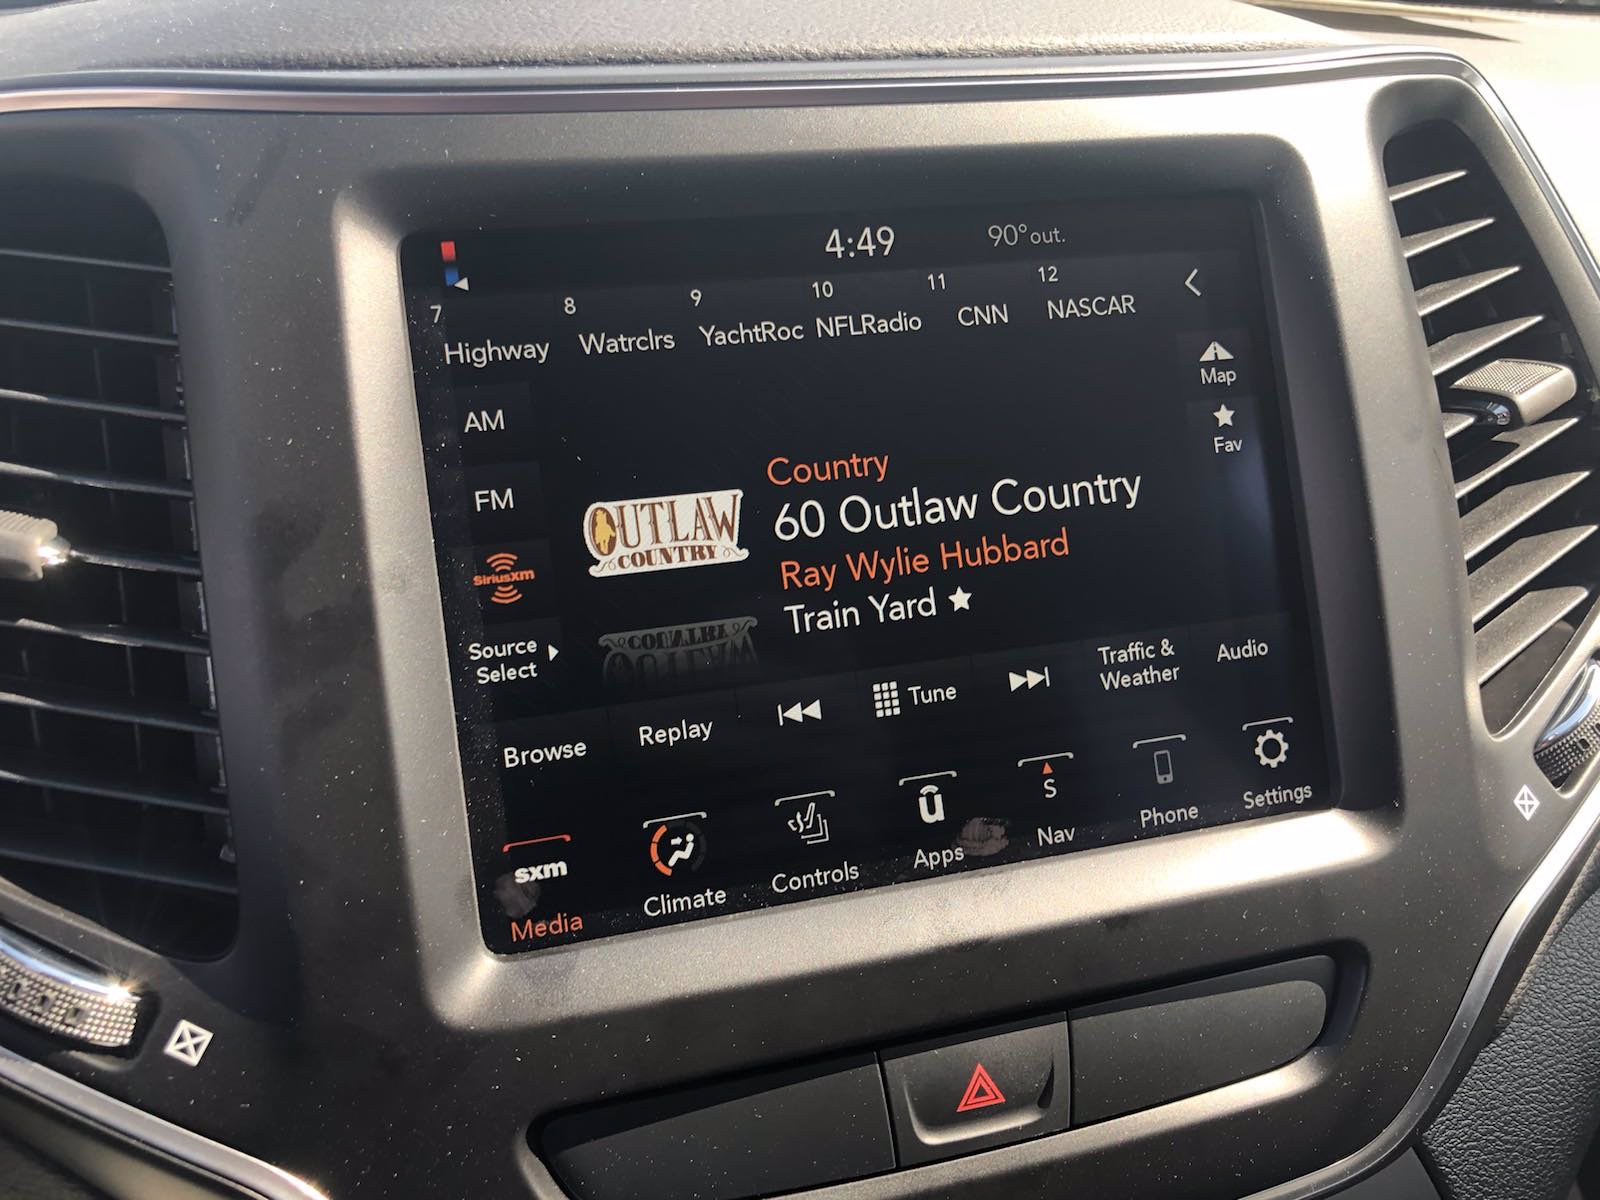 4:49 90° out.
7 8 9 10 11 12
Highway Watrclrs YachtRoc NFLRadio CNN NASCAR
Map
AM
Fav
Country
FM
60 Outlaw Country
OUTLAW
COUNTRY
Ray Wylie Hubbard
SiriusXM
Train Yard
Source
Select
Traffic &
Weather
Audio
Browse Replay Tune
sxm
Media
Climate
Controls
ū
Apps
S
Nav
Phone
Settings